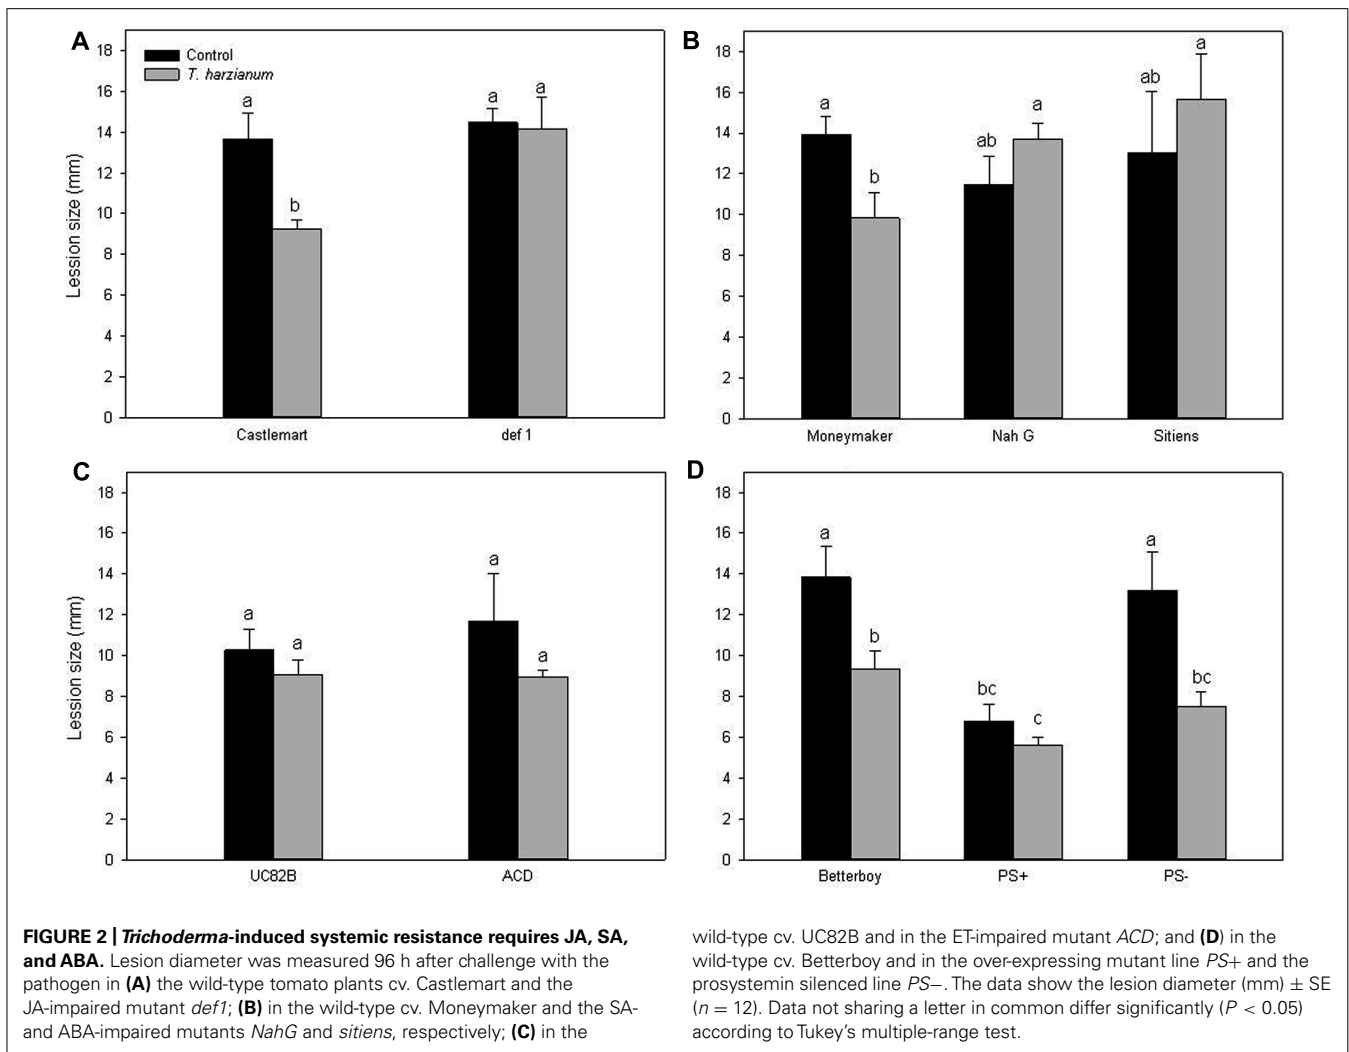 A
18
16
14
12
10
8
6
4
2
0
Lession size (mm)
Control
T. harzianum
a
b
a
a
Castlemart
def 1
B
18
16
14
12
10
8
6
4
2
0
a
b
ab
a
ab
a
Moneymaker
Nah G
Sitiens
C
18
16
14
12
10
8
6
4
2
0
Lession size (mm)
a
a
a
a
UC82B
ACD
D
18
16
14
12
10
8
6
4
2
0
a
b
bc
c
a
bc
Betterboy
PS+
PS-
FIGURE 2 | Trichoderma-induced systemic resistance requires JA, SA,
and ABA. Lesion diameter was measured 96 h after challenge with the
pathogen in (A) the wild-type tomato plants cv. Castlemart and the
JA-impaired mutant def1; (B) in the wild-type cv. Moneymaker and the SA-
and ABA-impaired mutants NahG and sitiens, respectively; (C) in the
wild-type cv. UC82B and in the ET-impaired mutant ACD; and (D) in the
wild-type cv. Betterboy and in the over-expressing mutant line PS+ and the
prosystemin silenced line PS−. The data show the lesion diameter (mm) ± SE
(n = 12). Data not sharing a letter in common differ significantly (P < 0.05)
according to Tukey's multiple-range test.